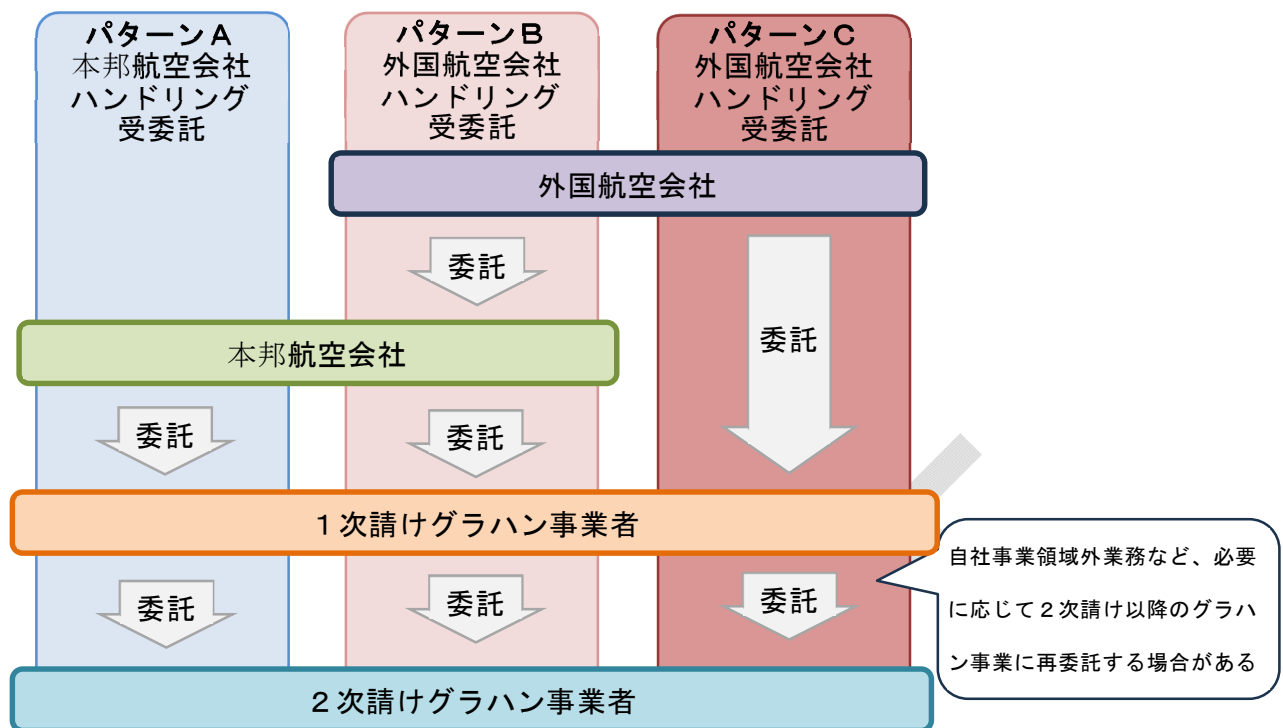 パターンA
本邦航空会社
ハンドリング
受委託
パターンB
外国航空会社
ハンドリング
受委託
パターンC
外国航空会社
ハンドリング
受委託
外国航空会社
委託
委託
本邦航空会社
委託
委託
1次請けグラハン事業者
委託
委託
委託
自社事業領域外業務など、必要
に応じて2次請け以降のグラハ
ン事業に再委託する場合がある
2次請けグラハン事業者